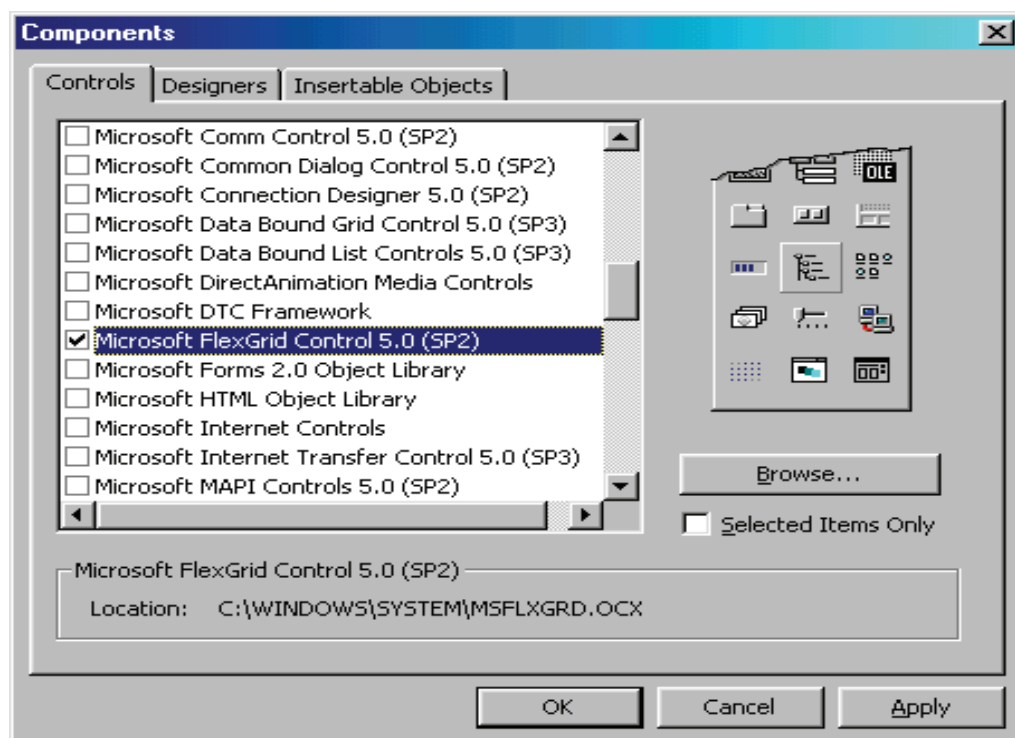 Components
Controls
Designers
Insertable Objects
Microsoft Comm Control 5.0 (SP2)
Microsoft Common Dialog Control 5.0 (SP2)
Microsoft Connection Designer 5.0 (SP2)
Microsoft Data Bound Grid Control 5.0 (SP3)
Microsoft Data Bound List Controls 5.0 (SP3)
Microsoft DirectAnimation Media Controls
Microsoft DTC Framework
Microsoft FlexGrid Control 5.0 (SP2)
Microsoft Forms 2.0 Object Library
Microsoft HTML Object Library
Microsoft Internet Controls
Microsoft Internet Transfer Control 5.0 (SP3)
Microsoft MAPI Controls 5.0 (SP2)
OLE
Browse...
Selected Items Only
Microsoft FlexGrid Control 5.0 (SP2)
Location: C:\WINDOWS\SYSTEM\MSFLXGRD.OCX
OK
Cancel
Apply